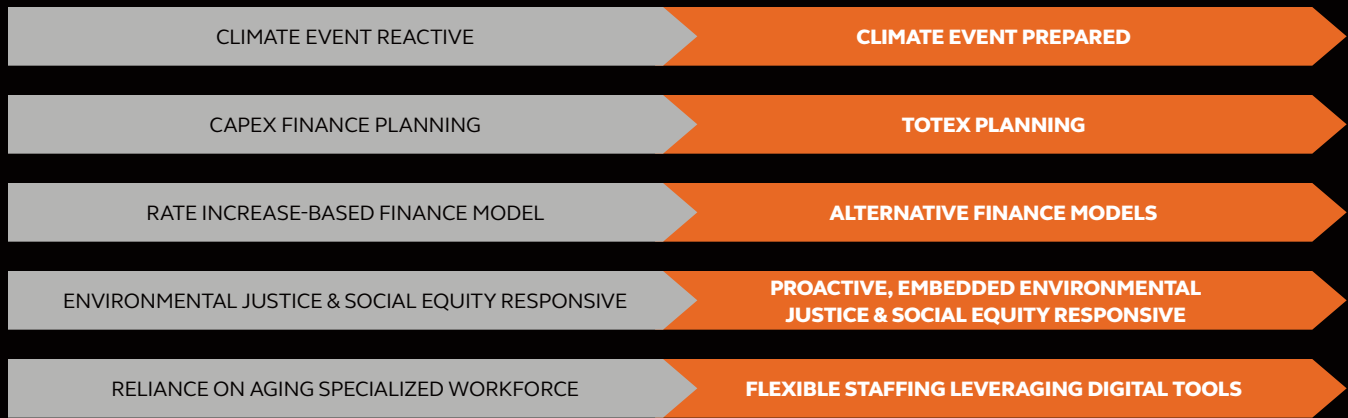 CLIMATE EVENT REACTIVE
CLIMATE EVENT PREPARED
CAPEX FINANCE PLANNING
TOTEX PLANNING
RATE INCREASE-BASED FINANCE MODEL
ALTERNATIVE FINANCE MODELS
ENVIRONMENTAL JUSTICE & SOCIAL EQUITY RESPONSIVE
PROACTIVE, EMBEDDED ENVIRONMENTAL
JUSTICE & SOCIAL EQUITY RESPONSIVE
RELIANCE ON AGING SPECIALIZED WORKFORCE
FLEXIBLE STAFFING LEVERAGING DIGITAL TOOLS